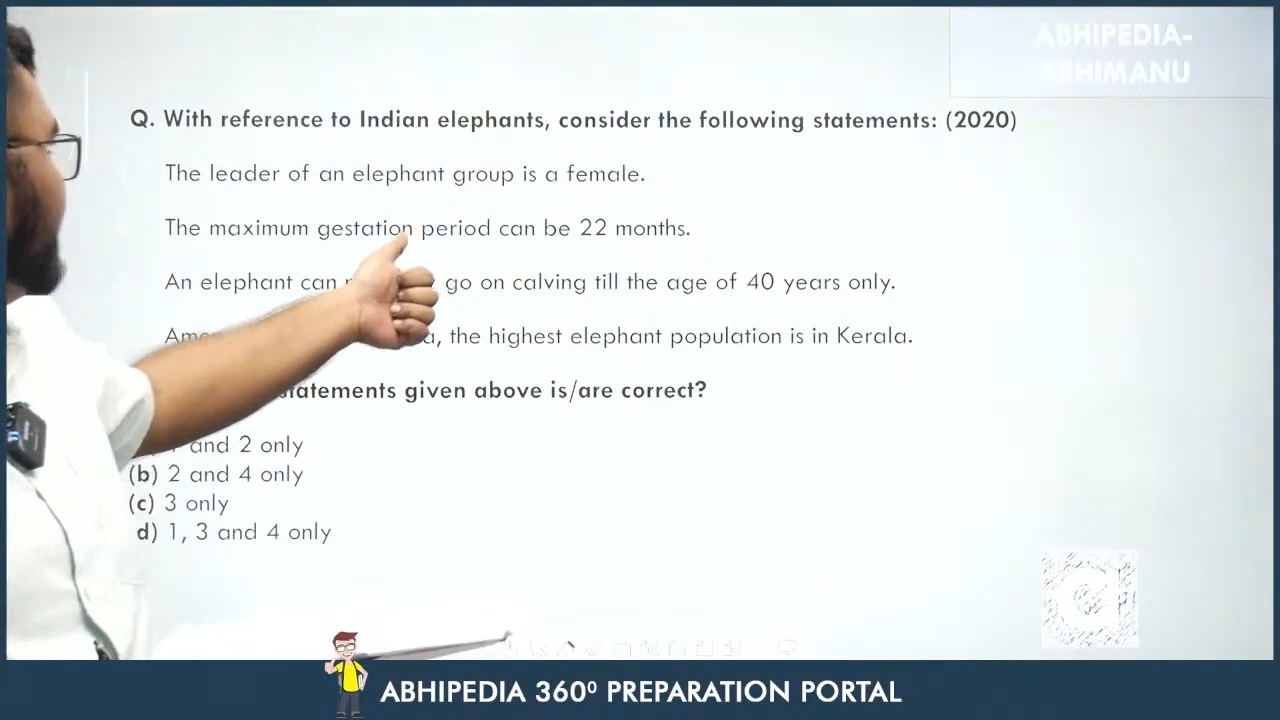 ABHIPEDIA-
ABHIMANU
Q. With reference to Indian elephants, consider the following statements: (2020)
The leader of an elephant group is a female.
The maximum gestation period can be 22 months.
An elephant can go on calving till the age of 40 years only.
the highest elephant population is in Kerala.
statements given above is/are correct?
and 2 only
(b) 2 and 4 only
(c) 3 only
d) 1, 3 and 4 only
ABHIPEDIA 360⁰ PREPARATION PORTAL